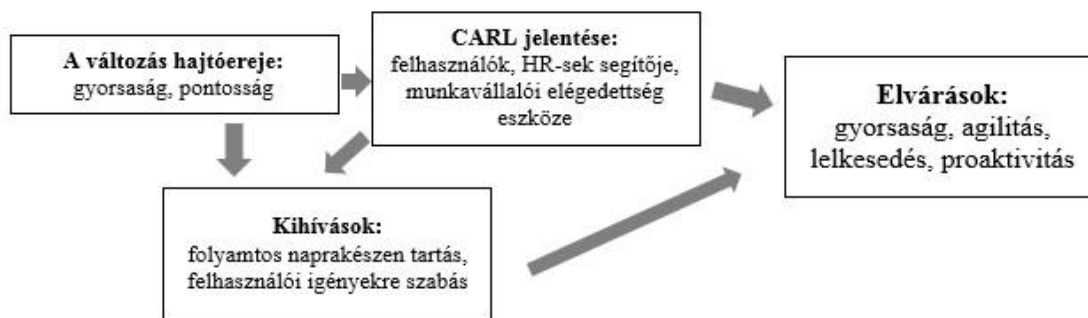 A változás hajtóereje:
gyorsaság, pontosság
CARL jelentése:
felhasználók, HR-sek segítője,
munkavállalói elégedettség
eszköze
Elvárások:
gyorsaság, agilitás,
lelkesedés, proaktivitás
Kihívások:
folyamtos naprakészen tartás,
felhasználói igényekre szabás